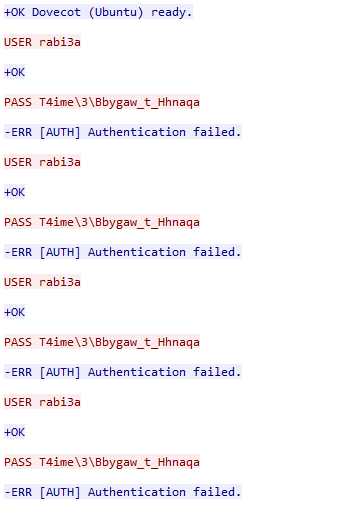 +OK Dovecot (Ubuntu) ready.
USER rabi3a
+OK
PASS T4ime\3\Bbygaw_t_Hhnaqa
-ERR [AUTH] Authentication failed.
USER rabi3a
+OK
PASS T4ime\3\Bbygaw_t_Hhnaqa
-ERR [AUTH] Authentication failed.
USER rabi3a
+OK
PASS T4ime\3\Bbygaw_t_Hhnaqa
-ERR [AUTH] Authentication failed.
USER rabi3a
+OK
PASS T4ime\3\Bbygaw_t_Hhnaqa
-ERR [AUTH] Authentication failed.